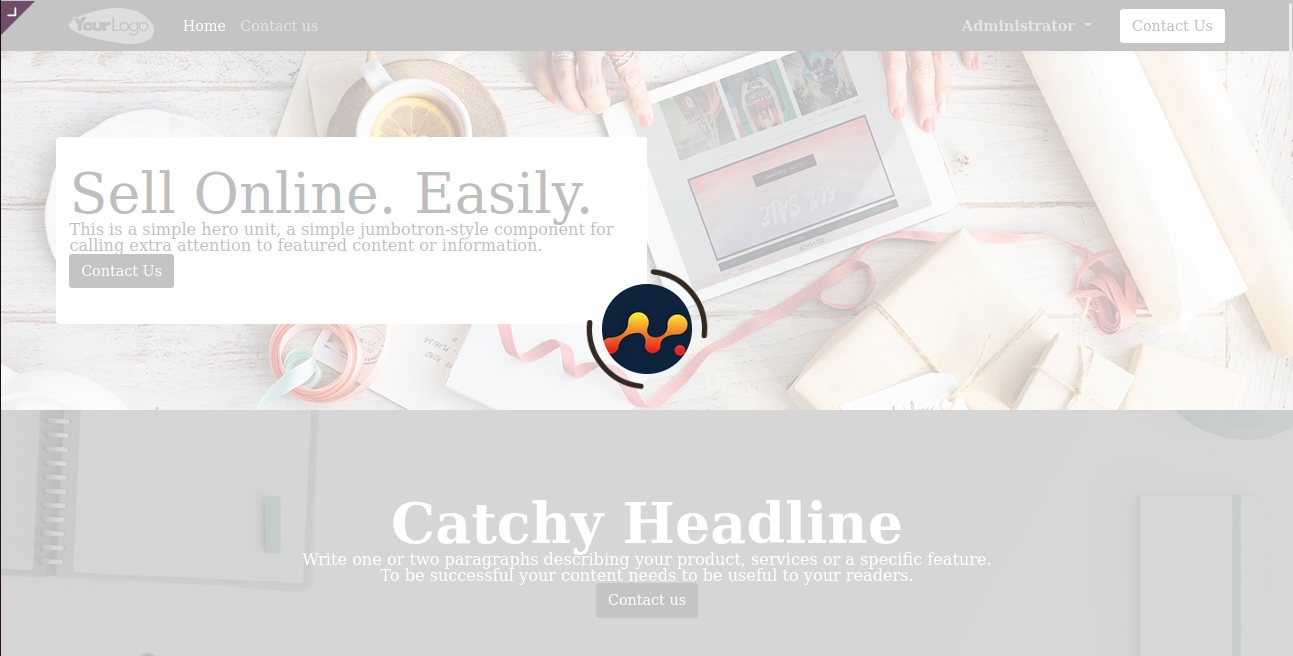 YourLogo
Home
Contact us
Administrator
Contact Us
Sell Online. Easily.
This is a simple hero unit, a simple jumbotron-style component for
calling extra attention to featured content or information.
Contact Us
50% SALE
Catchy Headline
Write one or two paragraphs describing your product, services or a specific feature.
To be successful your content needs to be useful to your readers.
Contact us